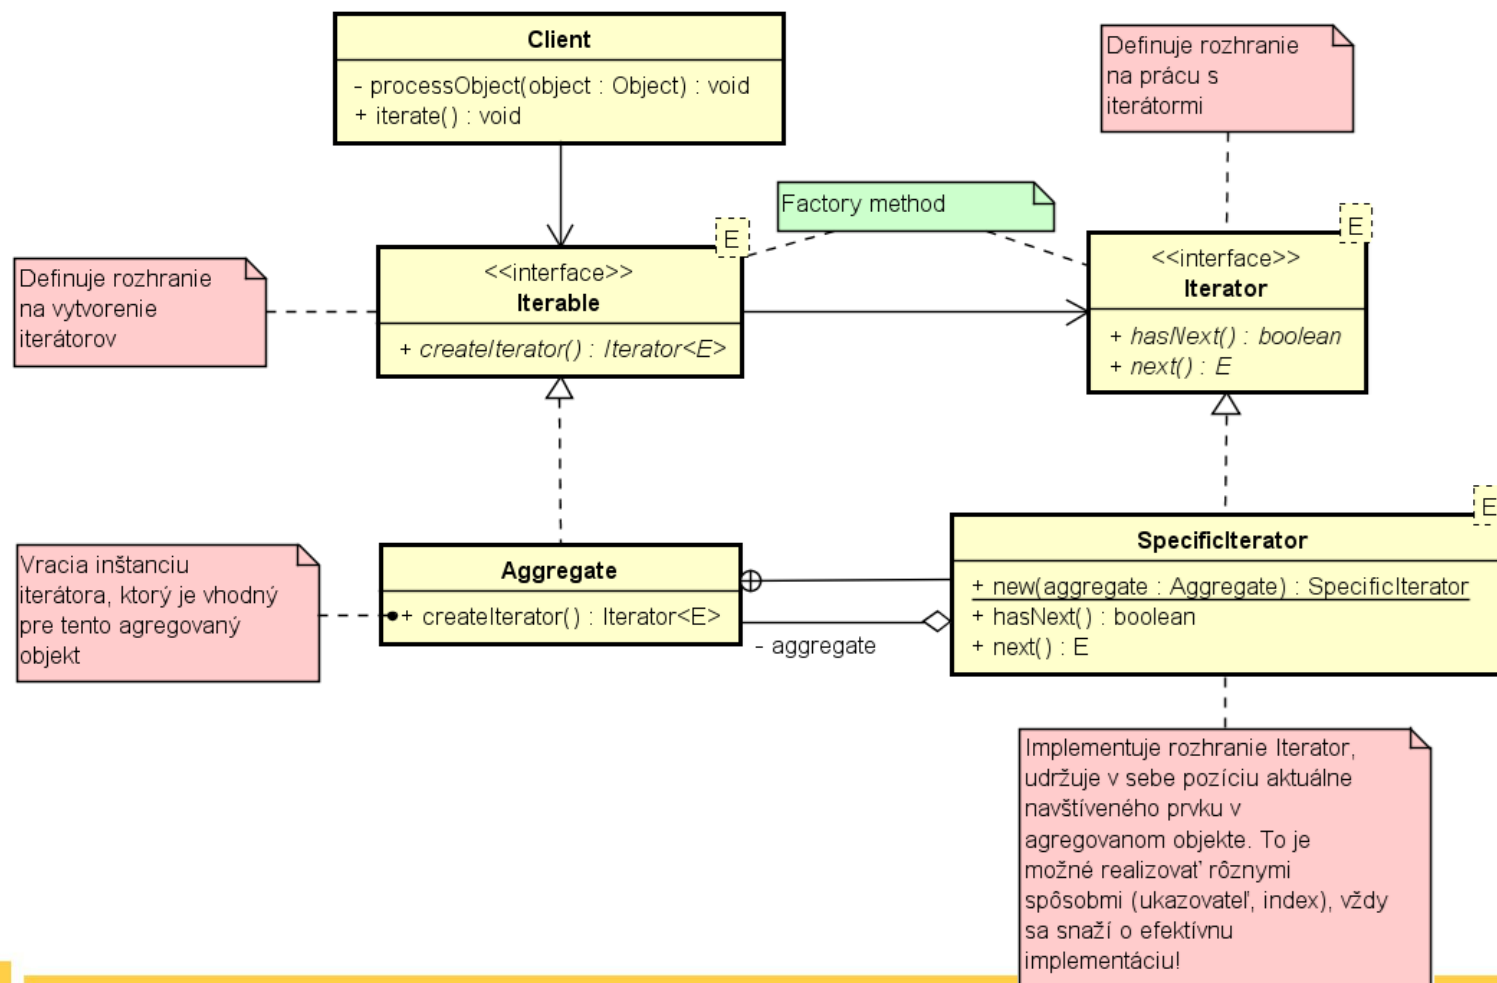 Client
- processObject(object : Object) : void
+ iterate() : void
Definuje rozhranie
na prácu s
iterátormi
Factory method
E
<<interface>>
Iterable
+ createIterator() : Iterator<E>
E
<<interface>>
Iterator
+ hasNext() : boolean
+ next() : E
Definuje rozhranie
na vytvorenie
iterátorov
Vracia inštanciu
iterátora, ktorý je vhodný
pre tento agregovaný
objekt
Aggregate
+ createIterator() : Iterator<E>
- aggregate
E
SpecificIterator
+ new(aggregate : Aggregate) : SpecificIterator
+ hasNext() : boolean
+ next() : E
Implementuje rozhranie Iterator,
udržuje v sebe pozíciu aktuálne
navštíveného prvku v
agregovanom objekte. To je
možné realizovať rôznymi
spôsobmi (ukazovateľ, index), vždy
sa snaží o efektívnu
implementáciu!